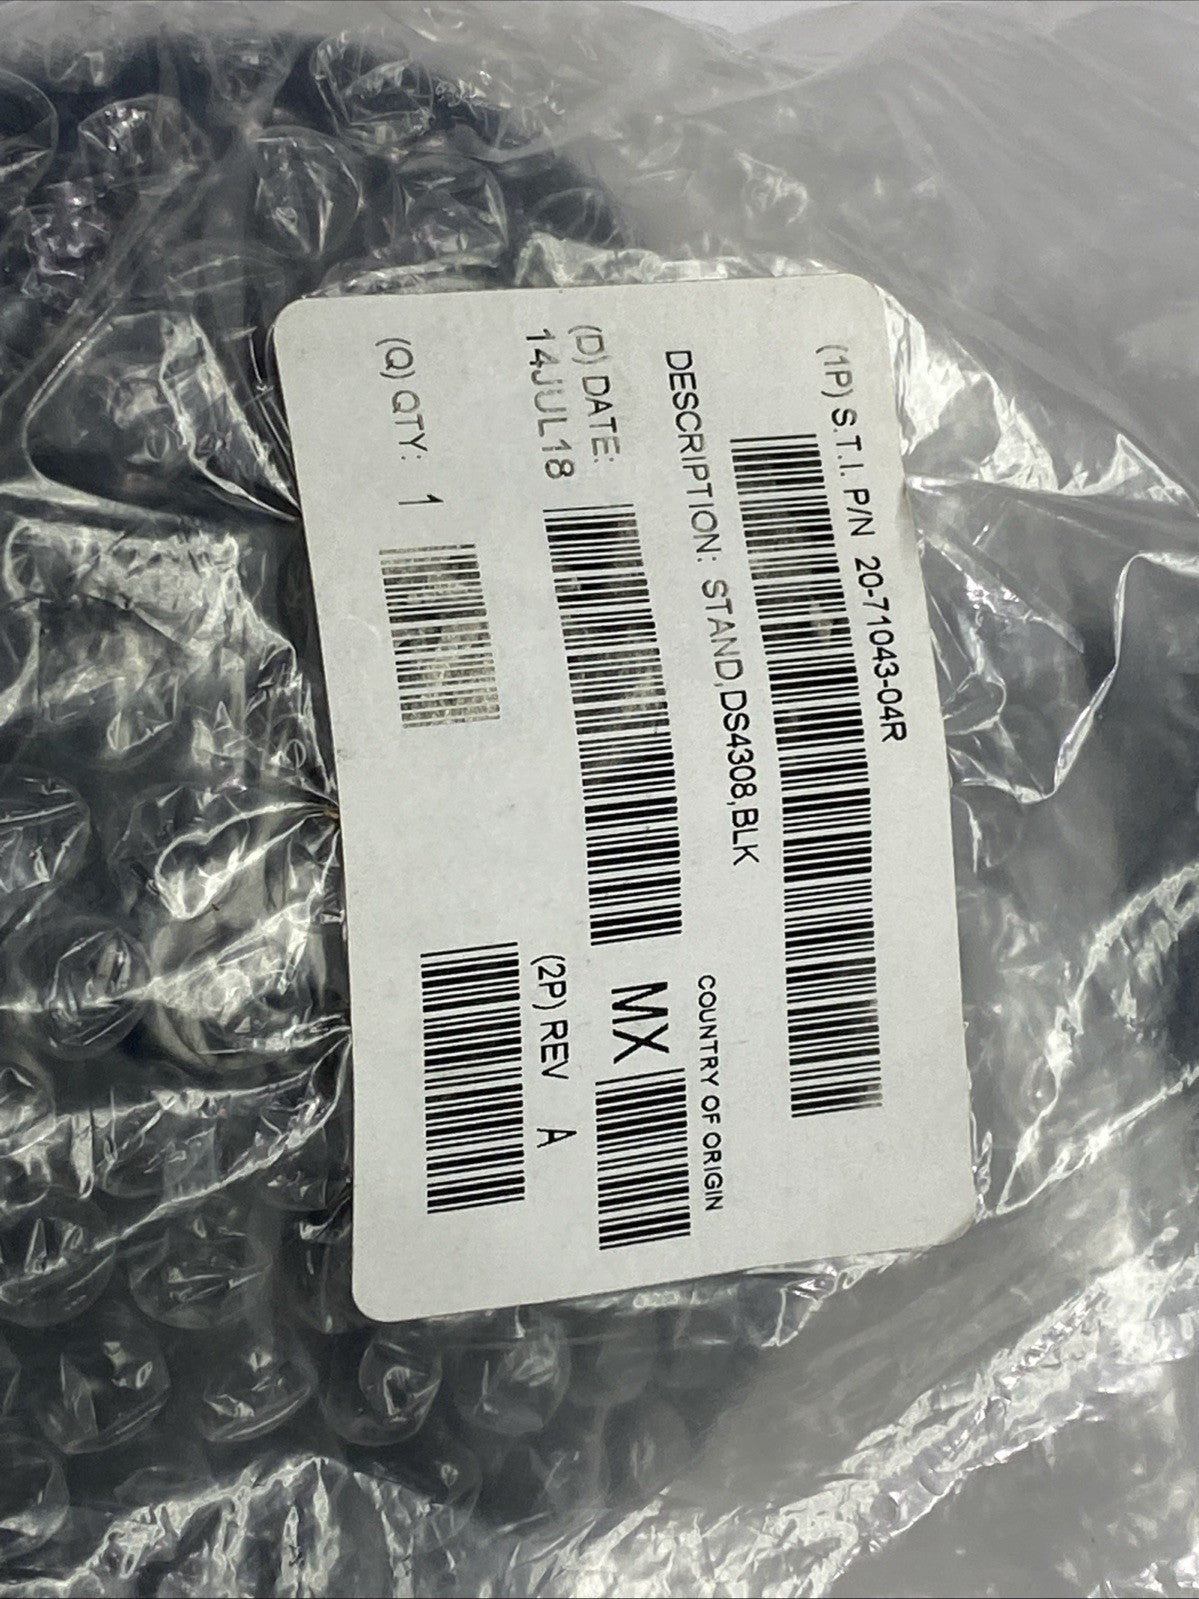 (1P) S.T.I. P/N 20-71043-04R
DESCRIPTION: STAND,DS4308,BLK
(D) DATE:
14JUL18
COUNTRY OF ORIGIN
MX
(Q) QTY: 1
(2P) REV A